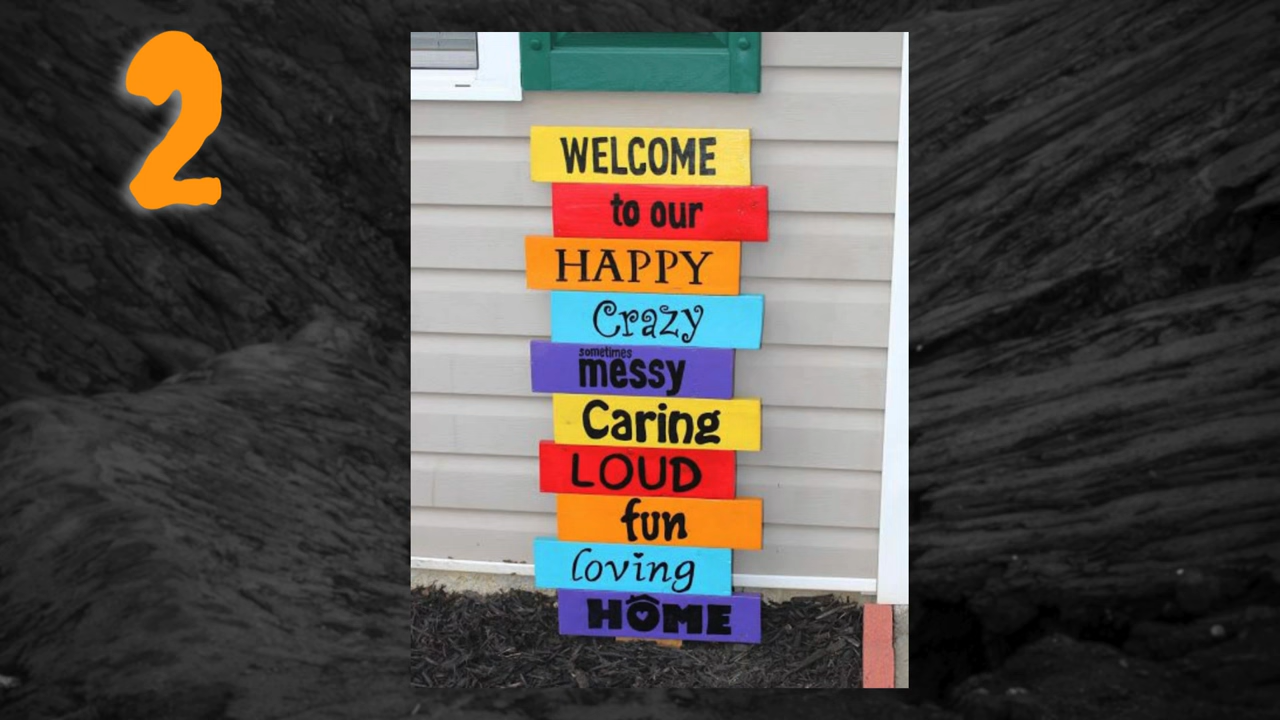 2
WELCOME
to our
HAPPY
Crazy
sometimes
messy
Caring
LOUD
fun
loving
HOME